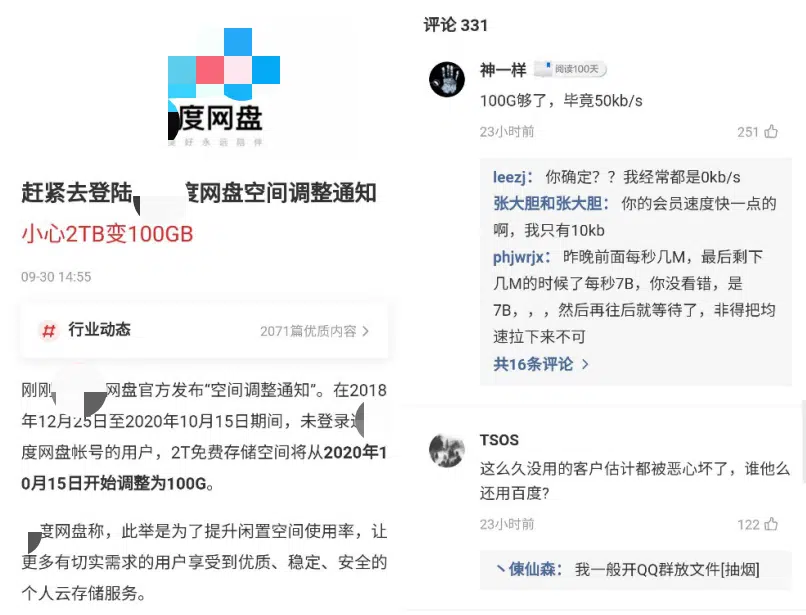 度网盘
好永远陪伴
赶紧去登陆 度网盘空间调整通知
小心2TB变100GB
09-30 14:55
# 行业动态
2071篇优质内容 >
刚刚 网盘官方发布“空间调整通知”。在2018
年12月25日至2020年10月15日期间，未登录
度网盘帐号的用户，2T免费存储空间将从2020年1
0月15日开始调整为100G。
度网盘称，此举是为了提升闲置空间使用率，让
更多有切实需求的用户享受到优质、稳定、安全的
个人云存储服务。
评论 331
神一样 阅读100天
100G够了，毕竟50kb/s
23小时前 251
leezj： 你确定？？我经常都是0kb/s
张大胆和张大胆： 你的会员速度快一点的
啊，我只有10kb
phjwrjx： 昨晚前面每秒几M，最后剩下
几M的时候了每秒7B，你没看错，是
7B，，，然后再往后就等待了，非得把均
速拉下来不可
共16条评论 >
TSOS
这么久没用的客户估计都被恶心坏了，谁他么
还用百度？
23小时前 122
丶倲仙森： 我一般开QQ群放文件[抽烟]